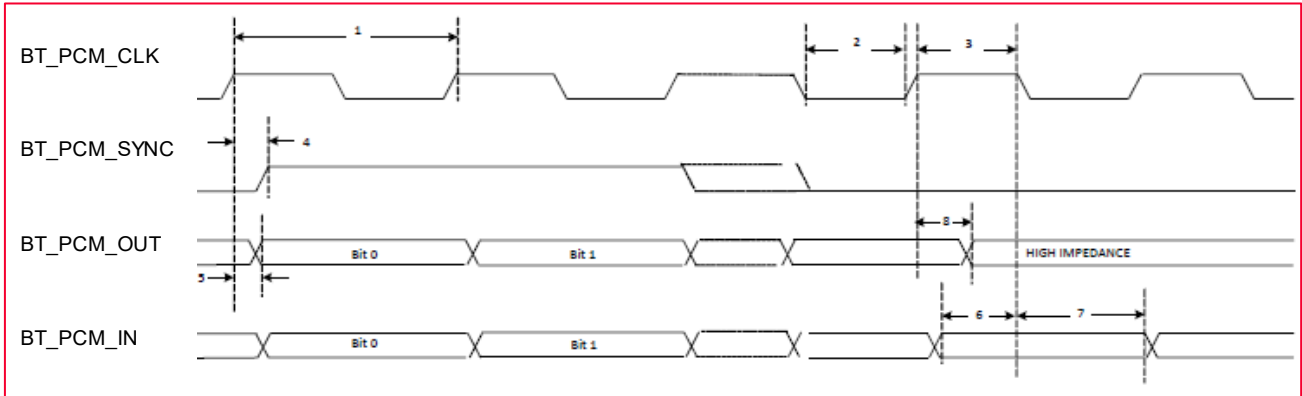 1
2
3
BT_PCM_CLK
BT_PCM_SYNC
4
8
BT_PCM_OUT
Bit 0
Bit 1
HIGH IMPEDANCE
5
6
7
BT_PCM_IN
Bit 0
Bit 1